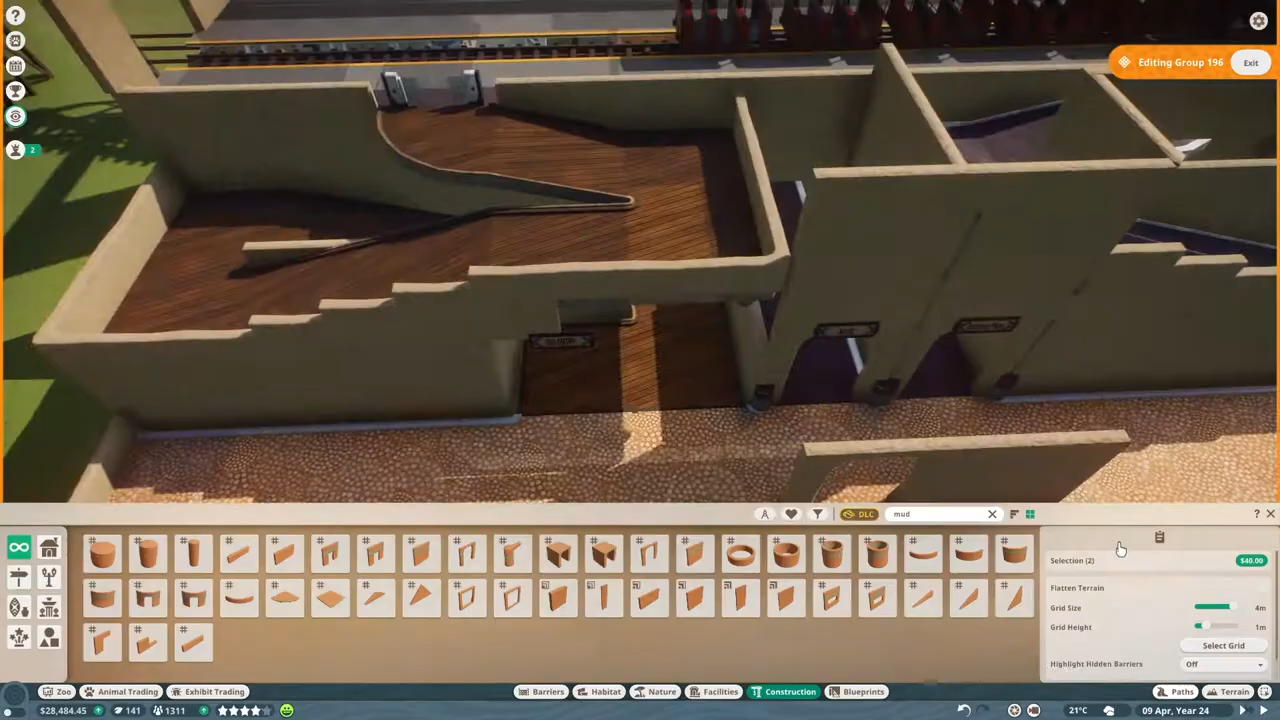 Editing Group 196 Exit
2
DLC mud
Selection (2) $40.00
Flatten Terrain
Grid Size 4m
Grid Height 1m
Select Grid
Highlight Hidden Barriers Off
Zoo Animal Trading Exhibit Trading Barriers Habitat Nature Facilities Construction Blueprints Paths Terrain
$28,484.45 141 1311 21°C 09 Apr, Year 24